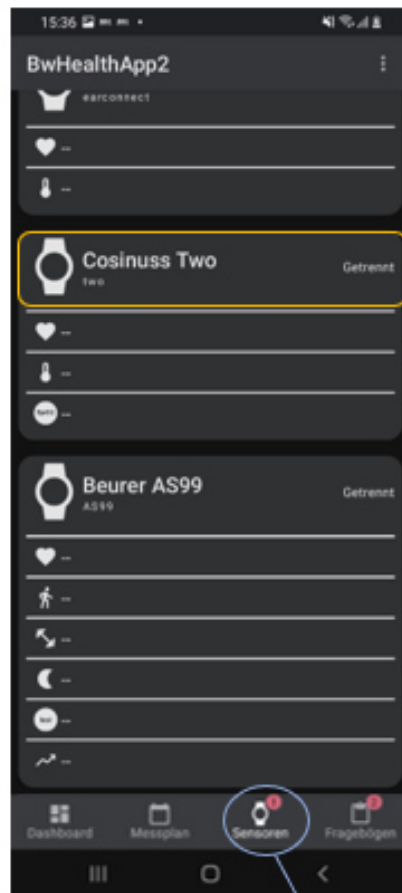 15:36
BwHealthApp2
earconnect
--
--
Cosinuss Two
two
Getrennt
--
--
--
Beurer AS99
AS99
Getrennt
--
--
--
--
--
--
Dashboard
Messplan
Sensoren
Fragebögen